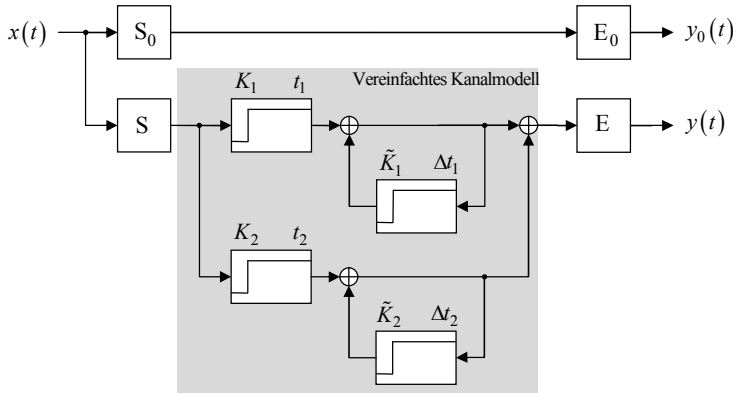 x(t) S₀ E₀ y₀(t)
Vereinfachtes Kanalmodell
K₁ t₁
S E y(t)
K̃₁ Δt₁
K₂ t₂
K̃₂ Δt₂